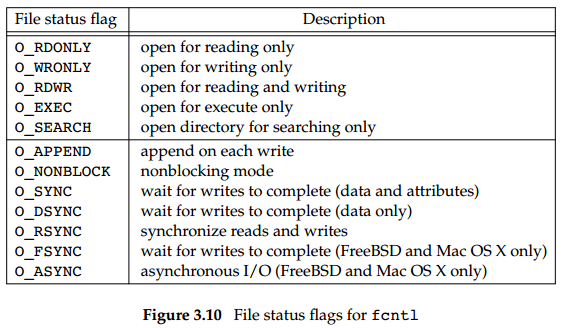 File status flag Description
O_RDONLY open for reading only
O_WRONLY open for writing only
O_RDWR open for reading and writing
O_EXEC open for execute only
O_SEARCH open directory for searching only
O_APPEND append on each write
O_NONBLOCK nonblocking mode
O_SYNC wait for writes to complete (data and attributes)
O_DSYNC wait for writes to complete (data only)
O_RSYNC synchronize reads and writes
O_FSYNC wait for writes to complete (FreeBSD and Mac OS X only)
O_ASYNC asynchronous I/O (FreeBSD and Mac OS X only)
Figure 3.10 File status flags for fcntl